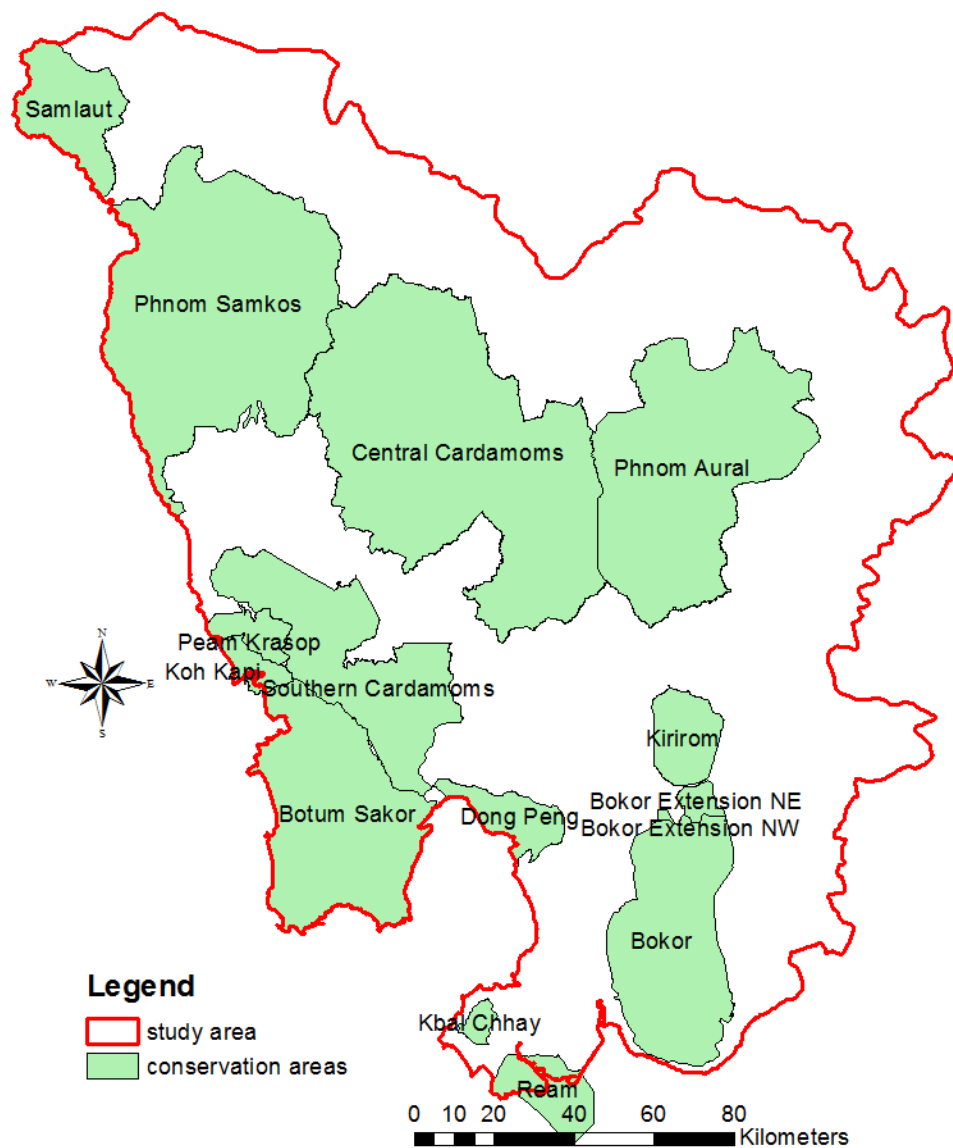 Samlaut
Phnom Samkos
Central Cardamoms
Phnom Aural
N
Peam Krasop
Koh Kapi
W
E
Southern Cardamoms
S
Kirirom
Bokor Extension NE
Botum Sakor
Dong Peng
Bokor Extension NW
Bokor
Legend
Kbal Chhay
study area
conservation areas
Ream
0 10 20 40 60 80
Kilometers